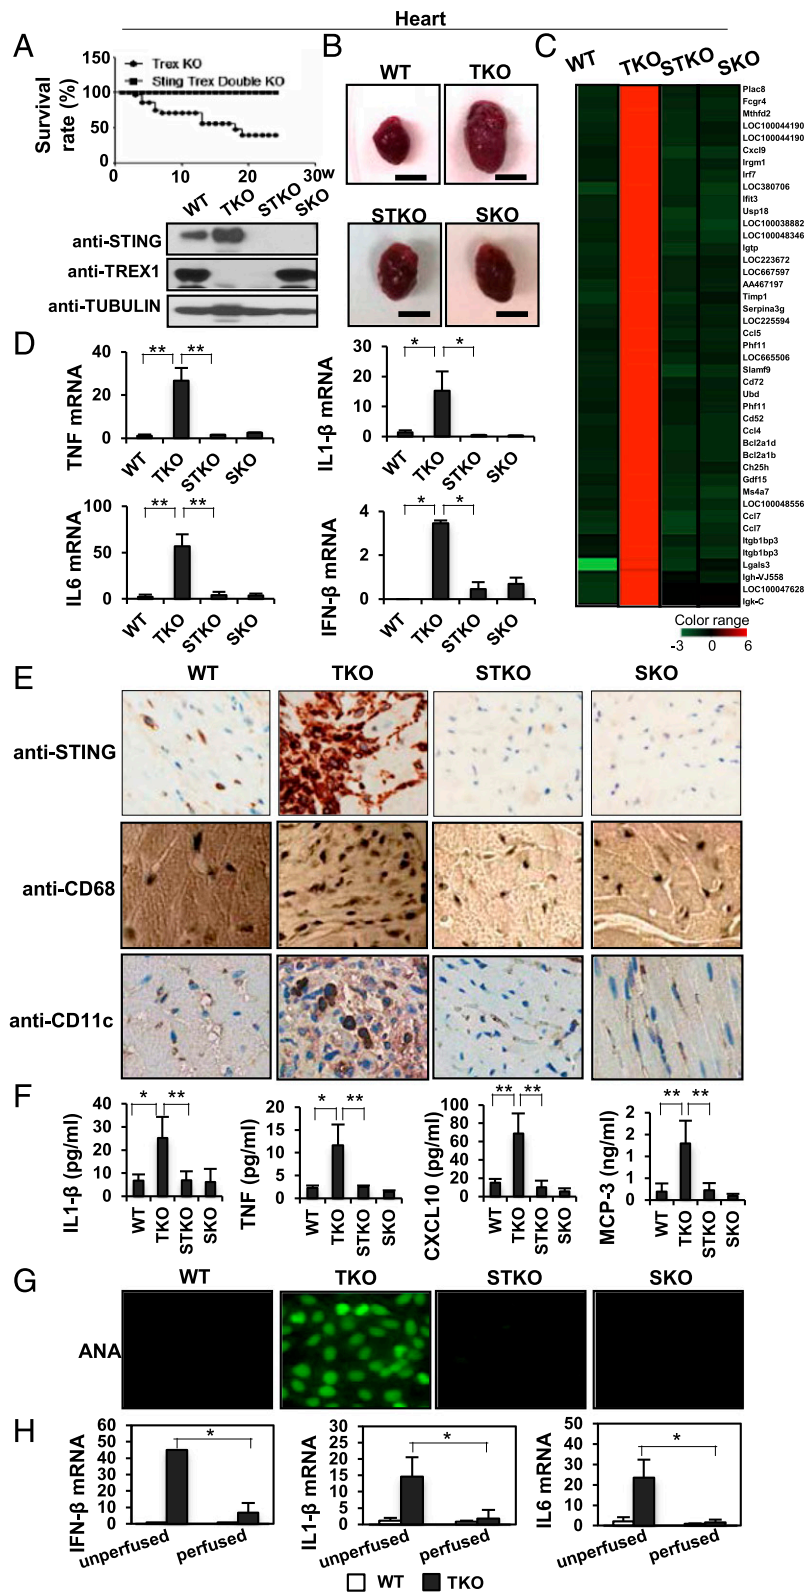 Heart
A
150
Trex KO
Sting Trex Double KO
100
50
0
Survival
rate (%)
0 10 20 30w
WT TKO STKO SKO
anti-STING
anti-TREX1
anti-TUBULIN
B
WT TKO
STKO SKO
C
WT TKO STKO SKO
Plac8
Fcgr4
Mthfd2
LOC100044190
LOC100044190
Cxcl9
Irgm1
Irf7
LOC380706
Ifit3
Usp18
LOC100038882
LOC100048346
Igtp
LOC223672
LOC667597
AA467197
Timp1
Serpina3g
LOC225594
Ccl5
Phf11
LOC665506
Slamf9
Cd72
Ubd
Phf11
Cd52
Ccl4
Bcl2a1d
Bcl2a1b
Ch25h
Gdf15
Ms4a7
LOC100048556
Ccl7
Ccl7
Itgb1bp3
Itgb1bp3
Lgals3
Igh-VJ558
LOC100047628
Igk-C
Color range
-3 0 6
D
TNF mRNA
40
20
0
** **
WT TKO STKO SKO
IL1-β mRNA
30
20
10
0
* *
WT TKO STKO SKO
IL6 mRNA
100
50
0
** **
WT TKO STKO SKO
IFN-β mRNA
4
2
0
* *
WT TKO STKO SKO
E
WT TKO STKO SKO
anti-STING
anti-CD68
anti-CD11c
F
IL1-β (pg/ml)
40
30
20
10
0
* **
WT TKO STKO SKO
TNF (pg/ml)
20
15
10
5
0
* **
WT TKO STKO SKO
CXCL10 (pg/ml)
100
80
60
40
20
0
** **
WT TKO STKO SKO
MCP-3 (ng/ml)
2
2
1
1
0
** **
WT TKO STKO SKO
G
WT TKO STKO SKO
ANA
H
IFN-β mRNA
60
50
40
30
20
10
0
*
unperfused perfused
IL1-β mRNA
30
25
20
15
10
5
0
*
unperfused perfused
IL6 mRNA
50
40
30
20
10
0
*
unperfused perfused
WT TKO